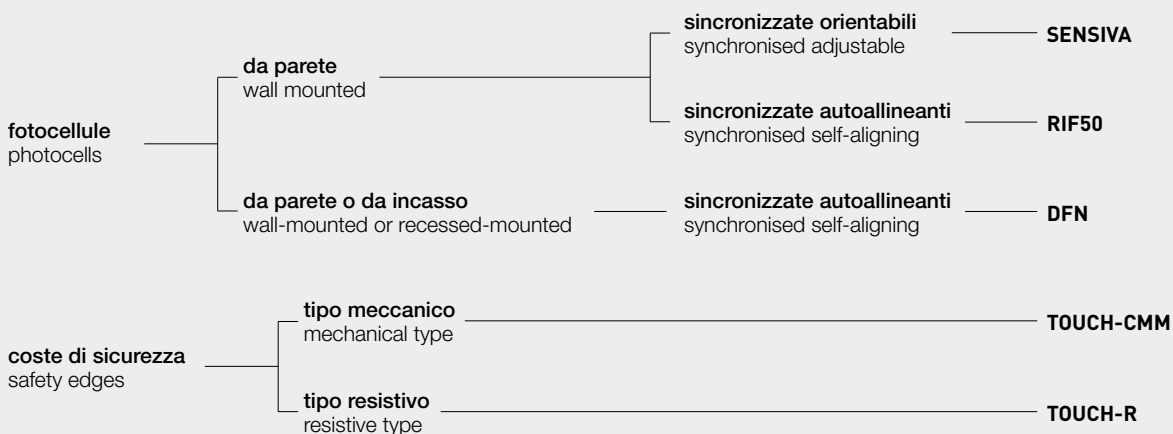 fotocellule
photocells
da parete
wall mounted
sincronizzate orientabili
synchronised adjustable
SENSIVA
sincronizzate autoallineanti
synchronised self-aligning
RIF50
da parete o da incasso
wall-mounted or recessed-mounted
sincronizzate autoallineanti
synchronised self-aligning
DFN
coste di sicurezza
safety edges
tipo meccanico
mechanical type
TOUCH-CMM
tipo resistivo
resistive type
TOUCH-R